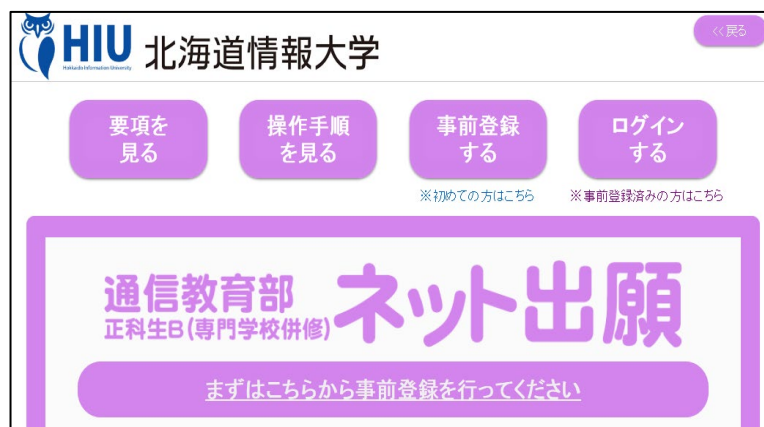 HIU 北海道情報大学
Hokkaido Information University
<<戻る
要項を
見る
操作手順
を見る
事前登録
する
ログイン
する
※初めての方はこちら
※事前登録済みの方はこちら
通信教育部
正科生B(専門学校併修)
ネット出願
まずはこちらから事前登録を行ってください